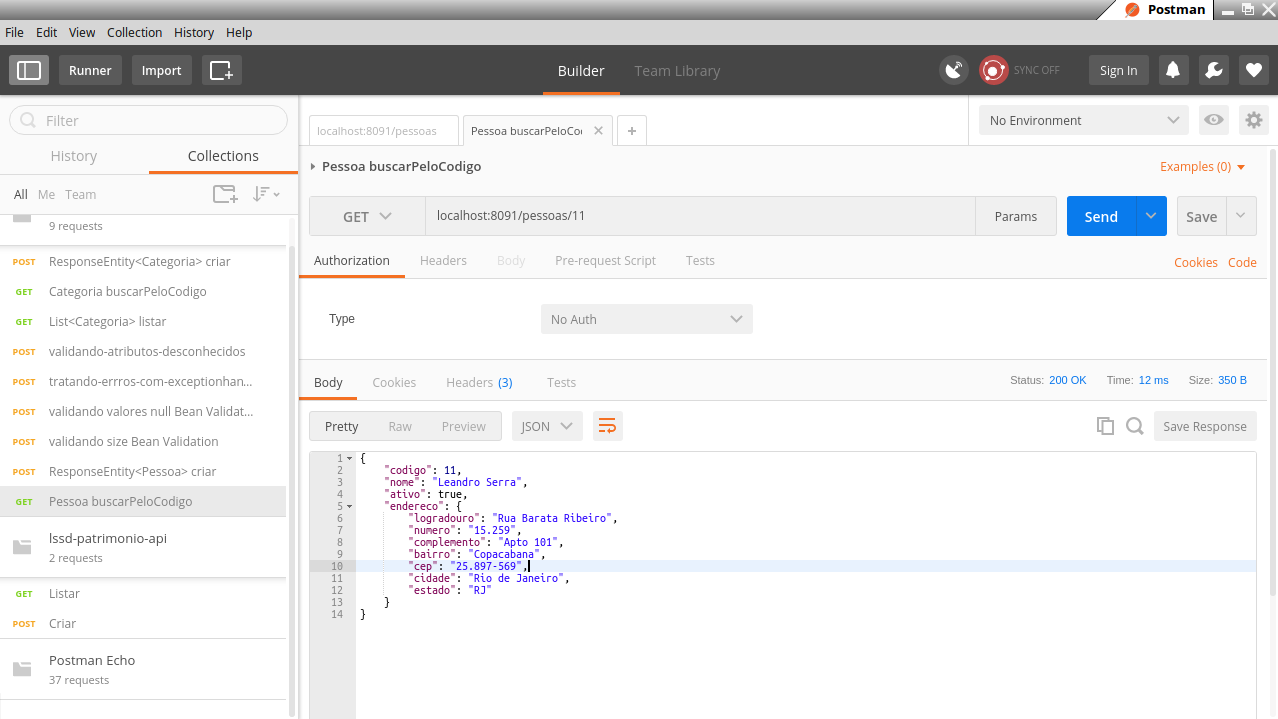 Postman
File Edit View Collection History Help
Runner Import Builder Team Library SYNC OFF Sign In
Filter
History Collections
All Me Team
9 requests
POST ResponseEntity<Categoria> criar
GET Categoria buscarPeloCodigo
GET List<Categoria> listar
POST validando-atributos-desconhecidos
POST tratando-errros-com-exceptionhan...
POST validando valores null Bean Validat...
POST validando size Bean Validation
POST ResponseEntity<Pessoa> criar
GET Pessoa buscarPeloCodigo
lssd-patrimonio-api
2 requests
GET Listar
POST Criar
Postman Echo
37 requests
localhost:8091/pessoas Pessoa buscarPeloCo +
No Environment
Pessoa buscarPeloCodigo Examples (0)
GET localhost:8091/pessoas/11 Params Send Save
Authorization Headers Body Pre-request Script Tests Cookies Code
Type No Auth
Body Cookies Headers (3) Tests Status: 200 OK Time: 12 ms Size: 350 B
Pretty Raw Preview JSON Save Response
1 {
2 "codigo": 11,
3 "nome": "Leandro Serra",
4 "ativo": true,
5 "endereco": {
6 "logradouro": "Rua Barata Ribeiro",
7 "numero": "15.259",
8 "complemento": "Apto 101",
9 "bairro": "Copacabana",
10 "cep": "25.897-569",
11 "cidade": "Rio de Janeiro",
12 "estado": "RJ"
13 }
14 }